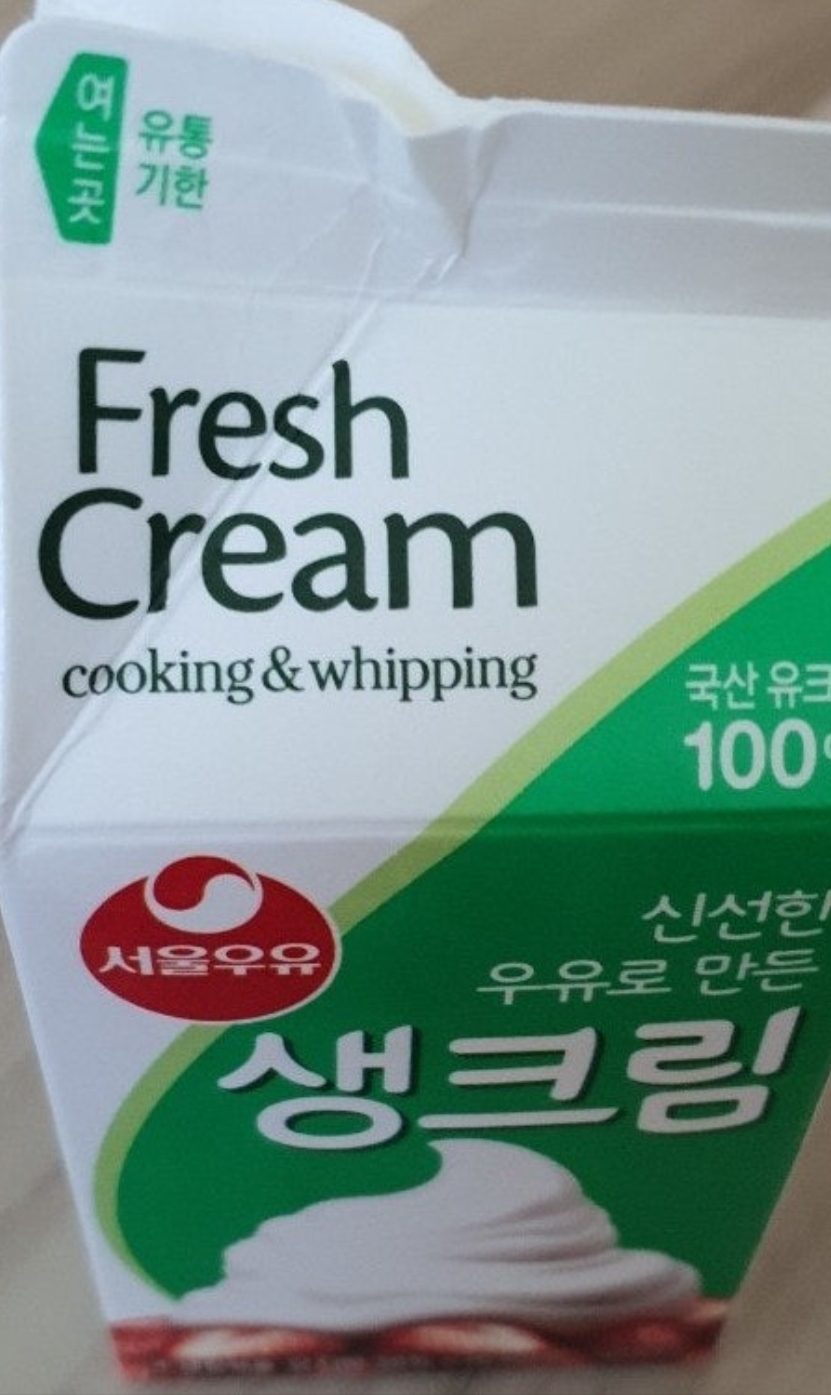 여는곳
유통
기한
Fresh
Cream
cooking & whipping
국산 유크
100
서울우유
신선한
우유로 만든
생크림